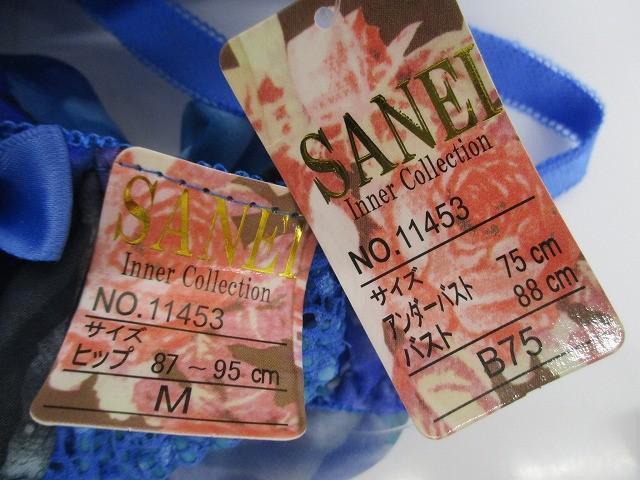 SANEI
Inner Collection
NO.11453
サイズ
ヒップ 87 ～ 95 cm
M
SANEI
Inner Collection
NO.11453
サイズ
アンダーバスト 75 cm
バスト 88 cm
B75